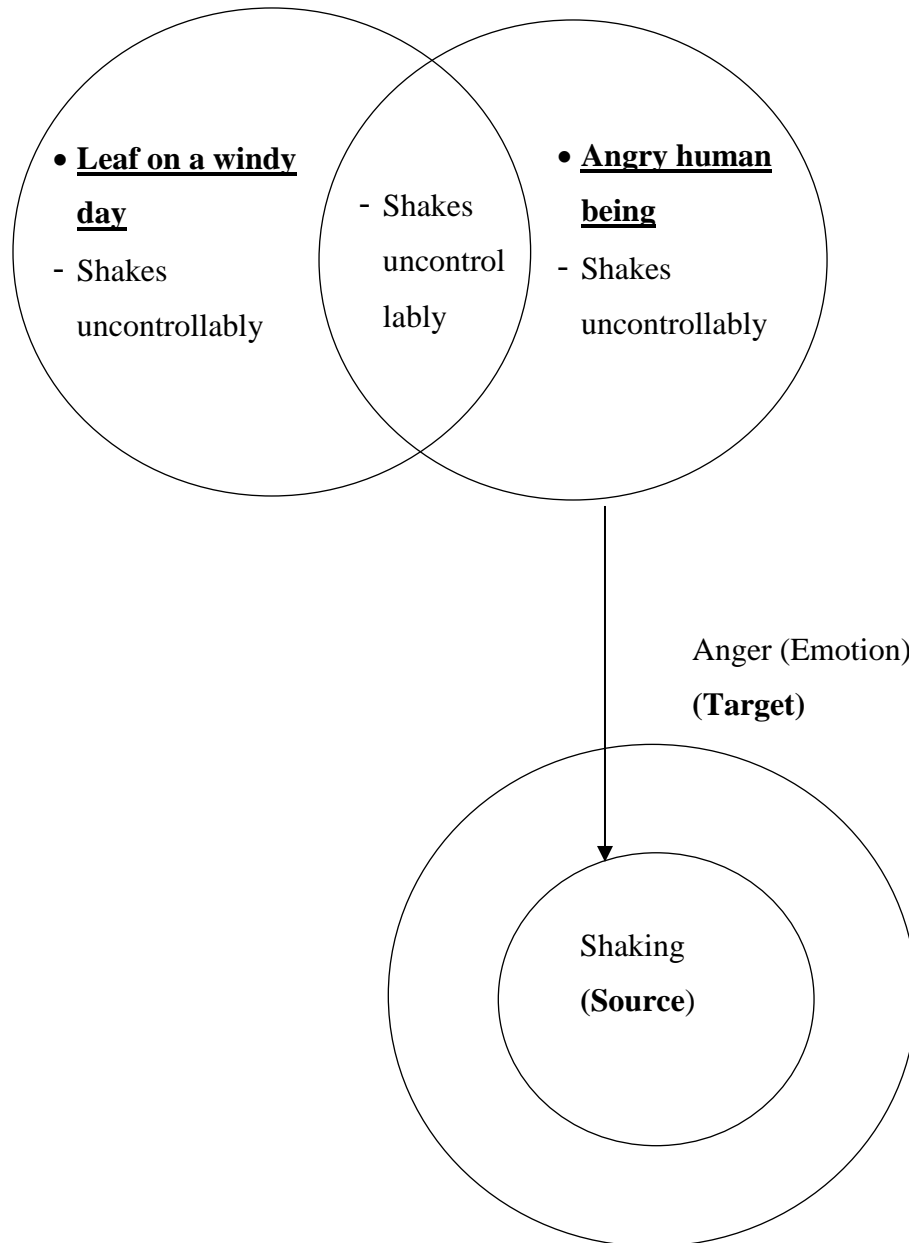 • Leaf on a windy
day
- Shakes
uncontrollably
- Shakes
uncontrol
lably
• Angry human
being
- Shakes
uncontrollably
Anger (Emotion)
(Target)
Shaking
(Source)